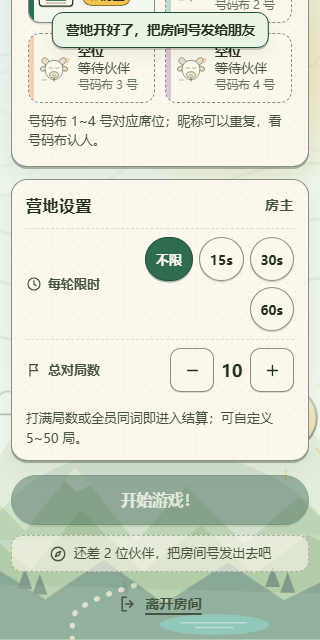 号码布 2 号
营地开好了，把房间号发给朋友
空位
等待伙伴
号码布 3 号
空位
等待伙伴
号码布 4 号
号码布 1~4 号对应席位；昵称可以重复，看
号码布认人。
营地设置
房主
每轮限时
不限
15s
30s
60s
总对局数
− 10 +
打满局数或全员同词即进入结算；可自定义
5~50 局。
开始游戏！
还差 2 位伙伴，把房间号发出去吧
离开房间